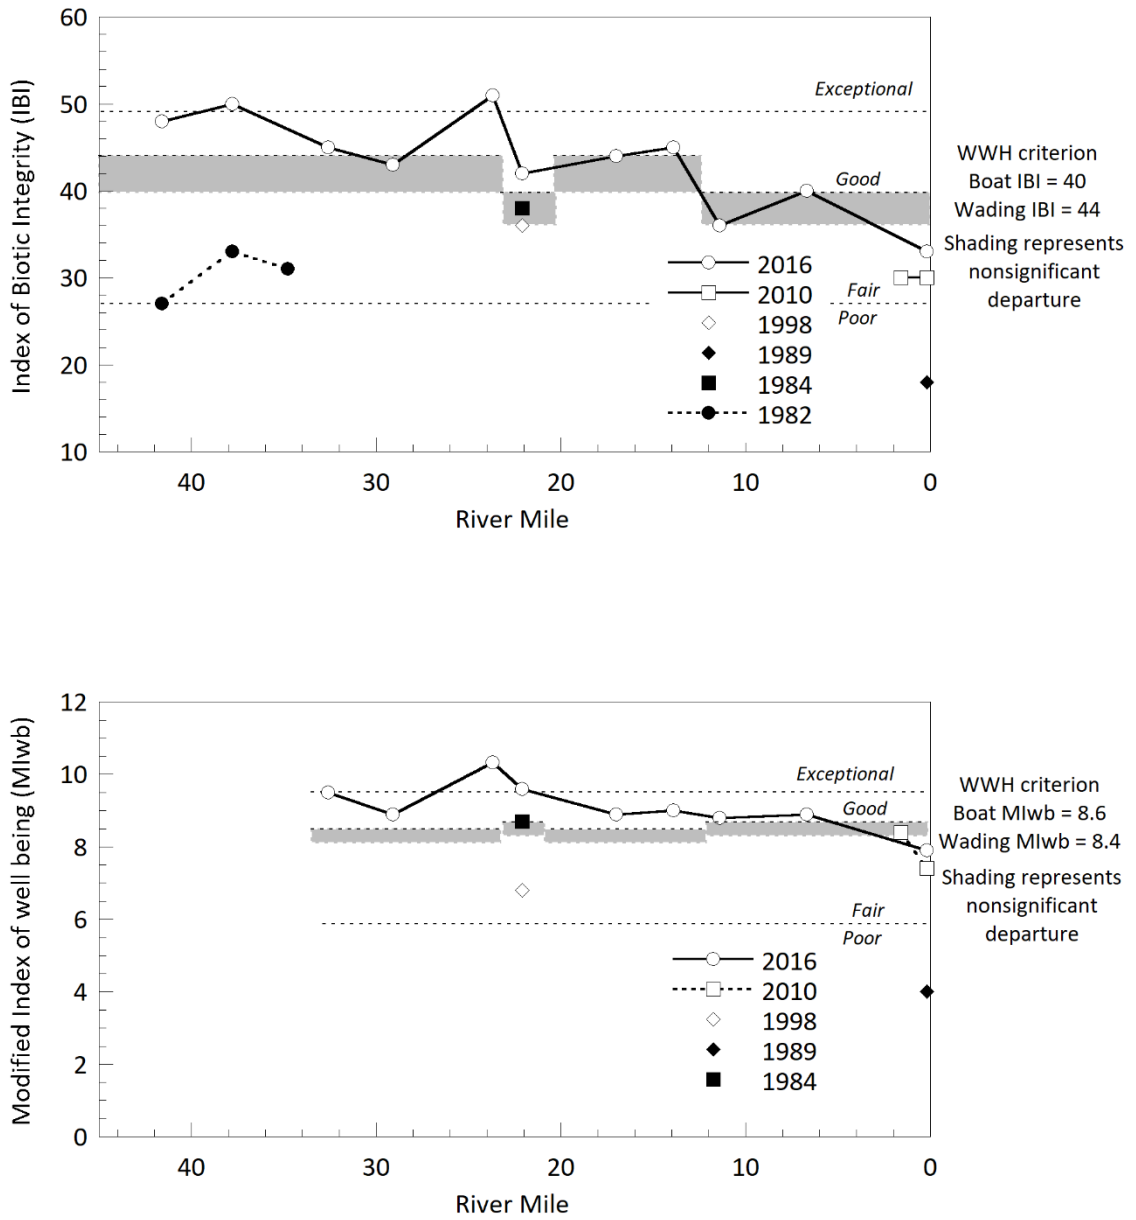 Index of Biotic Integrity (IBI)
60
50
40
30
20
10
Exceptional
Good
Fair
Poor
2016
2010
1998
1989
1984
1982
40
30
20
10
0
River Mile
WWH criterion
Boat IBI = 40
Wading IBI = 44
Shading represents
nonsignificant
departure
Modified Index of well being (MIwb)
12
10
8
6
4
2
0
Exceptional
Good
Fair
Poor
2016
2010
1998
1989
1984
40
30
20
10
0
River Mile
WWH criterion
Boat MIwb = 8.6
Wading MIwb = 8.4
Shading represents
nonsignificant
departure